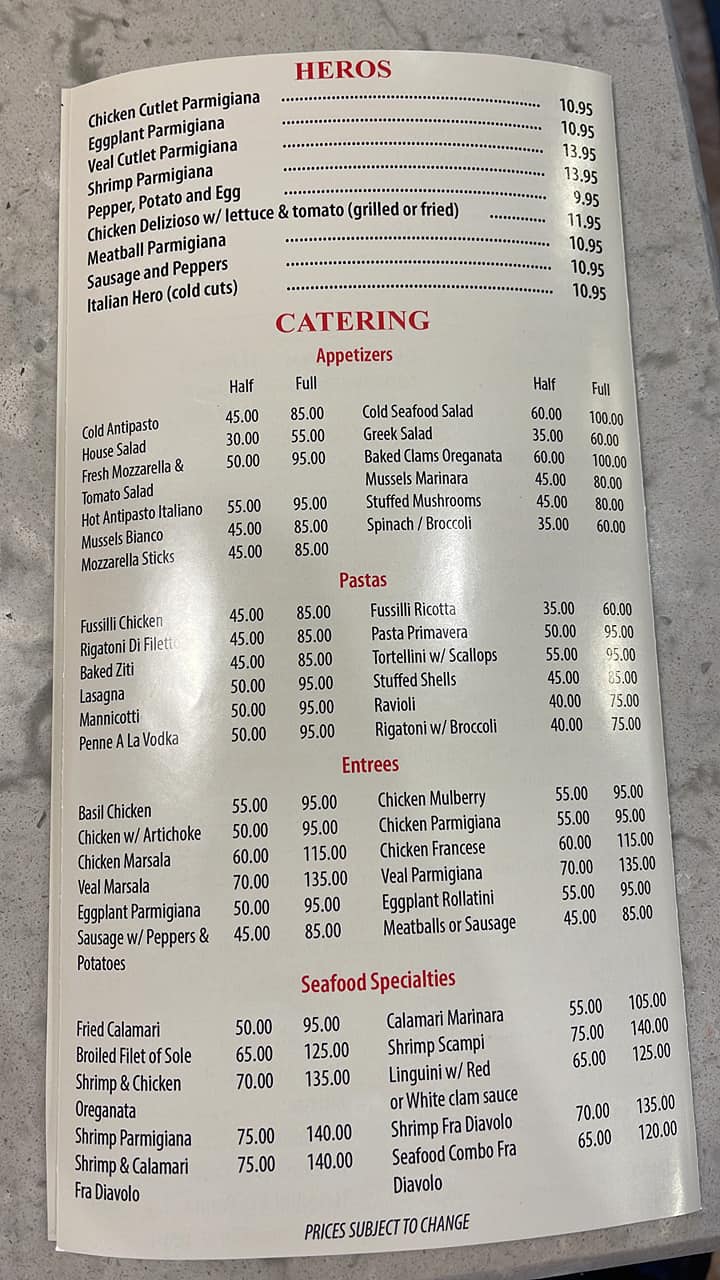 HEROS
Chicken Cutlet Parmigiana ........ 10.95
Eggplant Parmigiana ........ 10.95
Veal Cutlet Parmigiana ........ 13.95
Shrimp Parmigiana ........ 13.95
Pepper, Potato and Egg ........ 9.95
Chicken Delizioso w/ lettuce & tomato (grilled or fried) ........ 11.95
Meatball Parmigiana ........ 10.95
Sausage and Peppers ........ 10.95
Italian Hero (cold cuts) ........ 10.95
CATERING
Appetizers
Half Full Half Full
Cold Antipasto 45.00 85.00 Cold Seafood Salad 60.00 100.00
House Salad 30.00 55.00 Greek Salad 35.00 60.00
Fresh Mozzarella & 50.00 95.00 Baked Clams Oreganata 60.00 100.00
Tomato Salad Mussels Marinara 45.00 80.00
Hot Antipasto Italiano 55.00 95.00 Stuffed Mushrooms 45.00 80.00
Mussels Bianco 45.00 85.00 Spinach / Broccoli 35.00 60.00
Mozzarella Sticks 45.00 85.00
Pastas
Fussilli Chicken 45.00 85.00 Fussilli Ricotta 35.00 60.00
Rigatoni Di Filetto 45.00 85.00 Pasta Primavera 50.00 95.00
Baked Ziti 45.00 85.00 Tortellini w/ Scallops 55.00 95.00
Lasagna 50.00 95.00 Stuffed Shells 45.00 85.00
Mannicotti 50.00 95.00 Ravioli 40.00 75.00
Penne A La Vodka 50.00 95.00 Rigatoni w/ Broccoli 40.00 75.00
Entrees
Basil Chicken 55.00 95.00 Chicken Mulberry 55.00 95.00
Chicken w/ Artichoke 50.00 95.00 Chicken Parmigiana 55.00 95.00
Chicken Marsala 60.00 115.00 Chicken Francese 60.00 115.00
Veal Marsala 70.00 135.00 Veal Parmigiana 70.00 135.00
Eggplant Parmigiana 50.00 95.00 Eggplant Rollatini 55.00 95.00
Sausage w/ Peppers & 45.00 85.00 Meatballs or Sausage 45.00 85.00
Potatoes
Seafood Specialties
Fried Calamari 50.00 95.00 Calamari Marinara 55.00 105.00
Broiled Filet of Sole 65.00 125.00 Shrimp Scampi 75.00 140.00
Shrimp & Chicken 70.00 135.00 Linguini w/ Red 65.00 125.00
Oreganata or White clam sauce
Shrimp Parmigiana 75.00 140.00 Shrimp Fra Diavolo 70.00 135.00
Shrimp & Calamari 75.00 140.00 Seafood Combo Fra 65.00 120.00
Fra Diavolo Diavolo
PRICES SUBJECT TO CHANGE